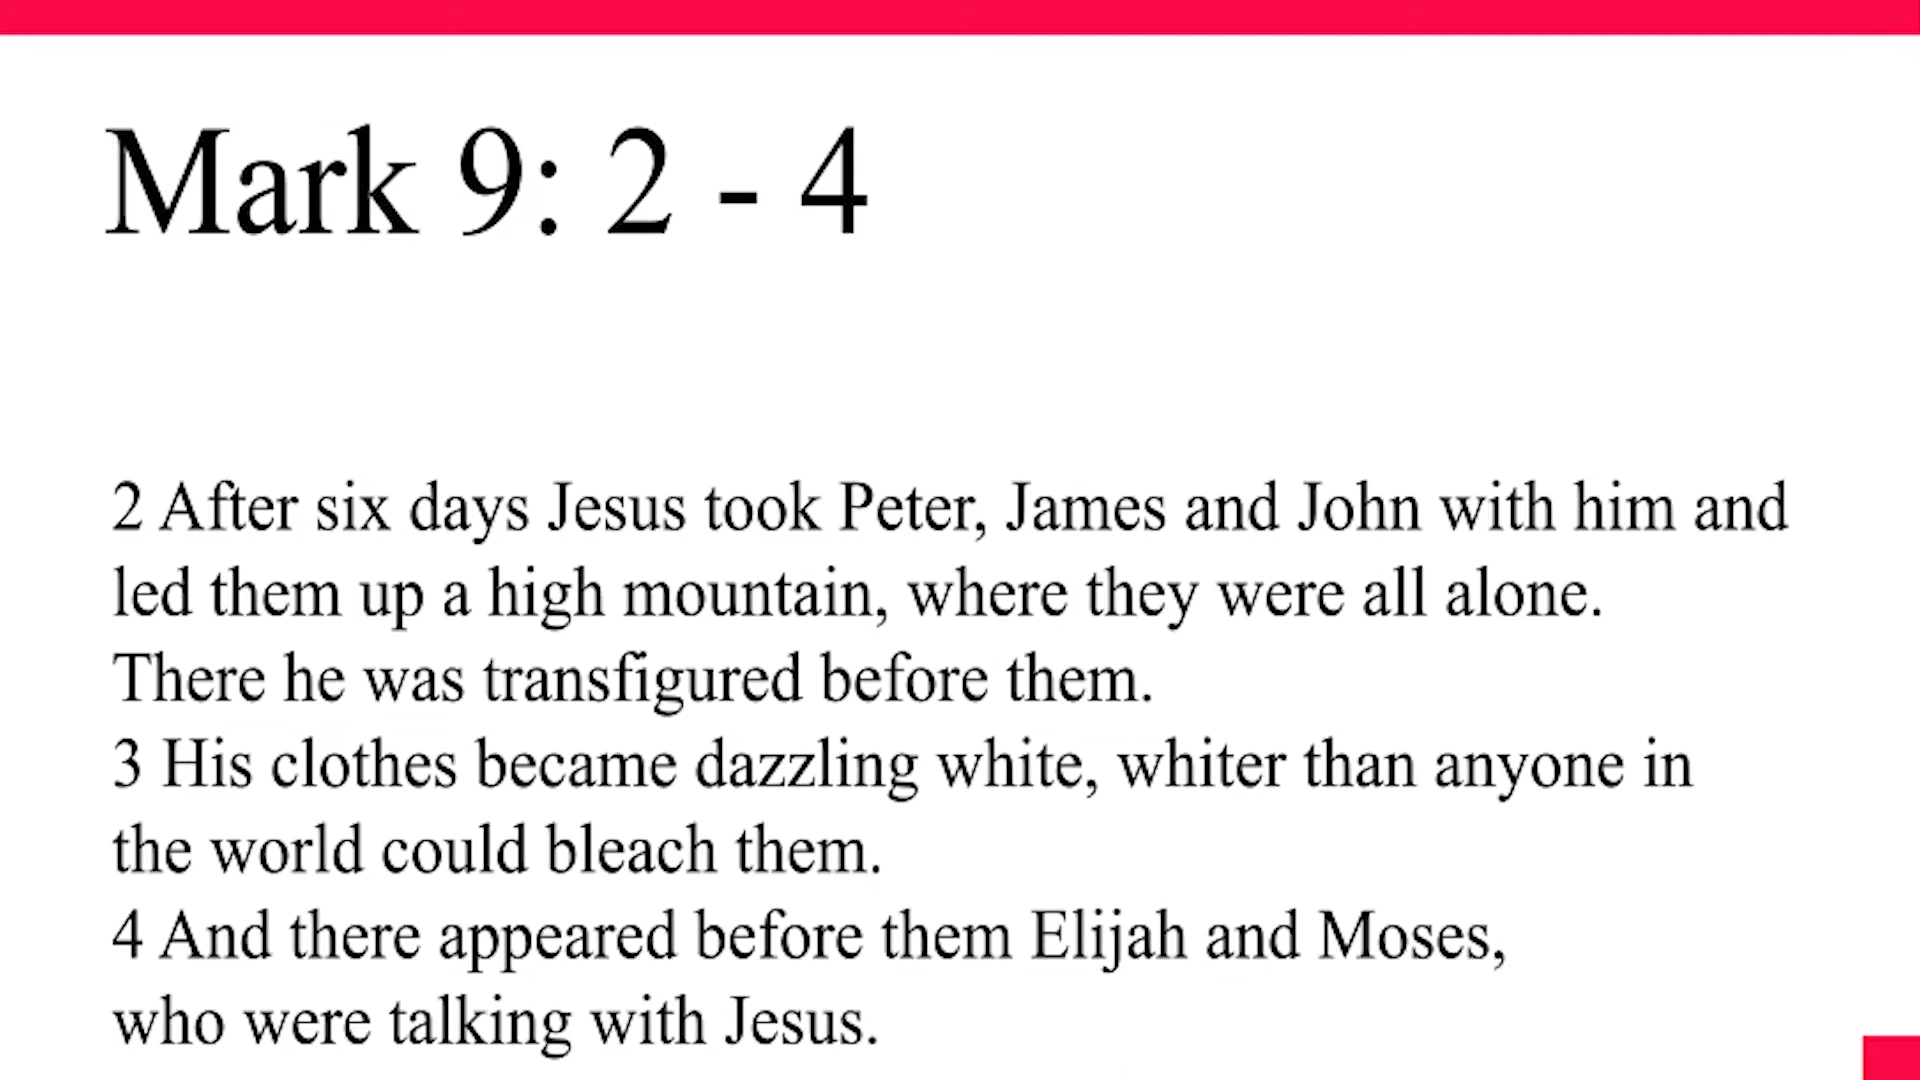 Mark 9: 2 - 4
2 After six days Jesus took Peter, James and John with him and
led them up a high mountain, where they were all alone.
There he was transfigured before them.
3 His clothes became dazzling white, whiter than anyone in
the world could bleach them.
4 And there appeared before them Elijah and Moses,
who were talking with Jesus.